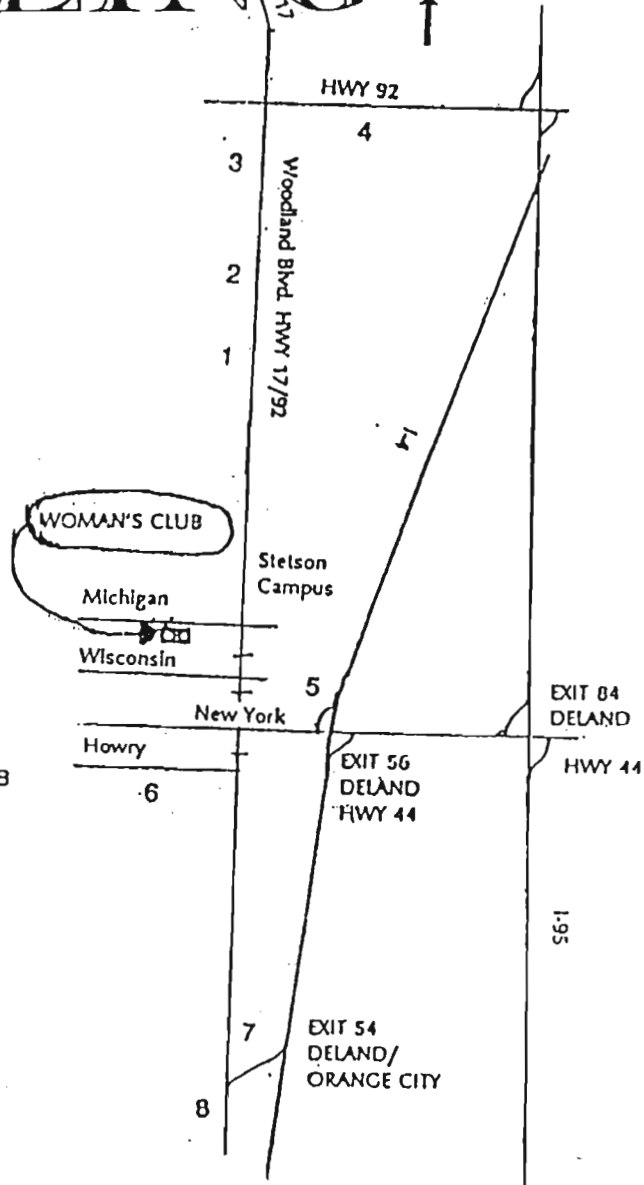 17
HWY 92
4
3
Woodland Blvd. HWY 17/92
2
1
I-4
WOMAN'S CLUB
Stetson
Campus
Michigan
Wisconsin
5
EXIT 84
DELAND
New York
Howry
EXIT 56
DELAND
HWY 44
HWY 44
6
I-95
7
EXIT 54
DELAND/
ORANGE CITY
8